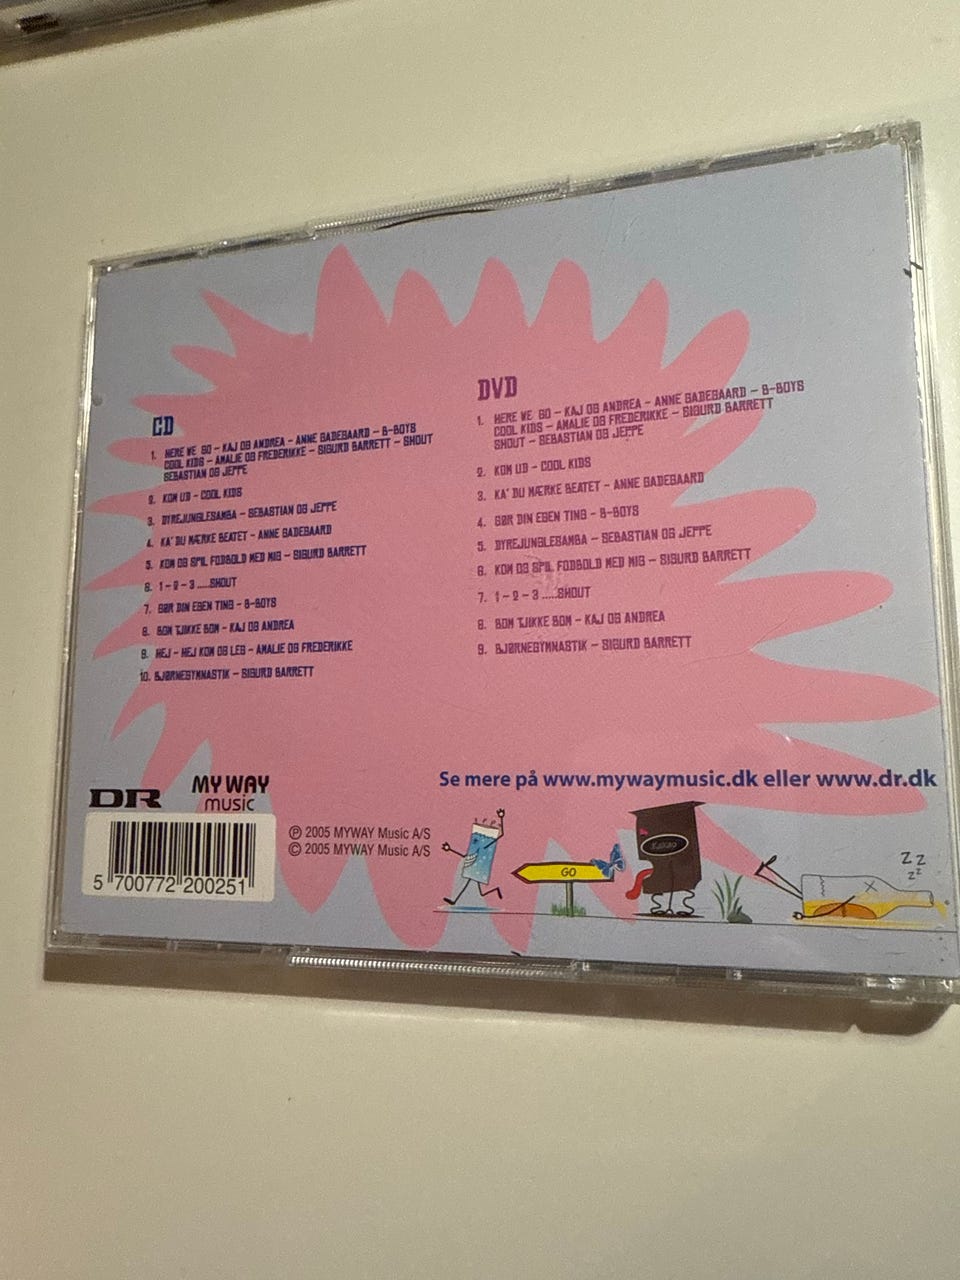 CD
1. HERE WE GO – KAJ OG ANDREA – ANNE GADEGAARD – B-BOYS
COOL KIDS – AMALIE OG FREDERIKKE – SIGURD BARRETT – SHOUT
SEBASTIAN OG JEPPE
2. KOM UD – COOL KIDS
3. DYREJUNGLESAMBA – SEBASTIAN OG JEPPE
4. KA' DU MÆRKE BEATET – ANNE GADEGAARD
5. KOM OG SPIL FODBOLD MED MIG – SIGURD BARRETT
6. 1 – 2 – 3 .....SHOUT
7. GØR DIN EGEN TING – B-BOYS
8. BOM TJIKKE BOM – KAJ OG ANDREA
9. HEJ – HEJ KOM OG LEG – AMALIE OG FREDERIKKE
10. BJØRNEGYMNASTIK – SIGURD BARRETT
DVD
1. HERE WE GO – KAJ OG ANDREA – ANNE GADEGAARD – B-BOYS
COOL KIDS – AMALIE OG FREDERIKKE – SIGURD BARRETT
SHOUT – SEBASTIAN OG JEPPE
2. KOM UD – COOL KIDS
3. KA' DU MÆRKE BEATET – ANNE GADEGAARD
4. GØR DIN EGEN TING – B-BOYS
5. DYREJUNGLESAMBA – SEBASTIAN OG JEPPE
6. KOM OG SPIL FODBOLD MED MIG – SIGURD BARRETT
7. 1 – 2 – 3 .....SHOUT
8. BOM TJIKKE BOM – KAJ OG ANDREA
9. BJØRNEGYMNASTIK – SIGURD BARRETT
Se mere på www.mywaymusic.dk eller www.dr.dk
DR
MY WAY
music
℗ 2005 MYWAY Music A/S
© 2005 MYWAY Music A/S
5 700772 200251
GO
Kakao
Z Z
Z Z